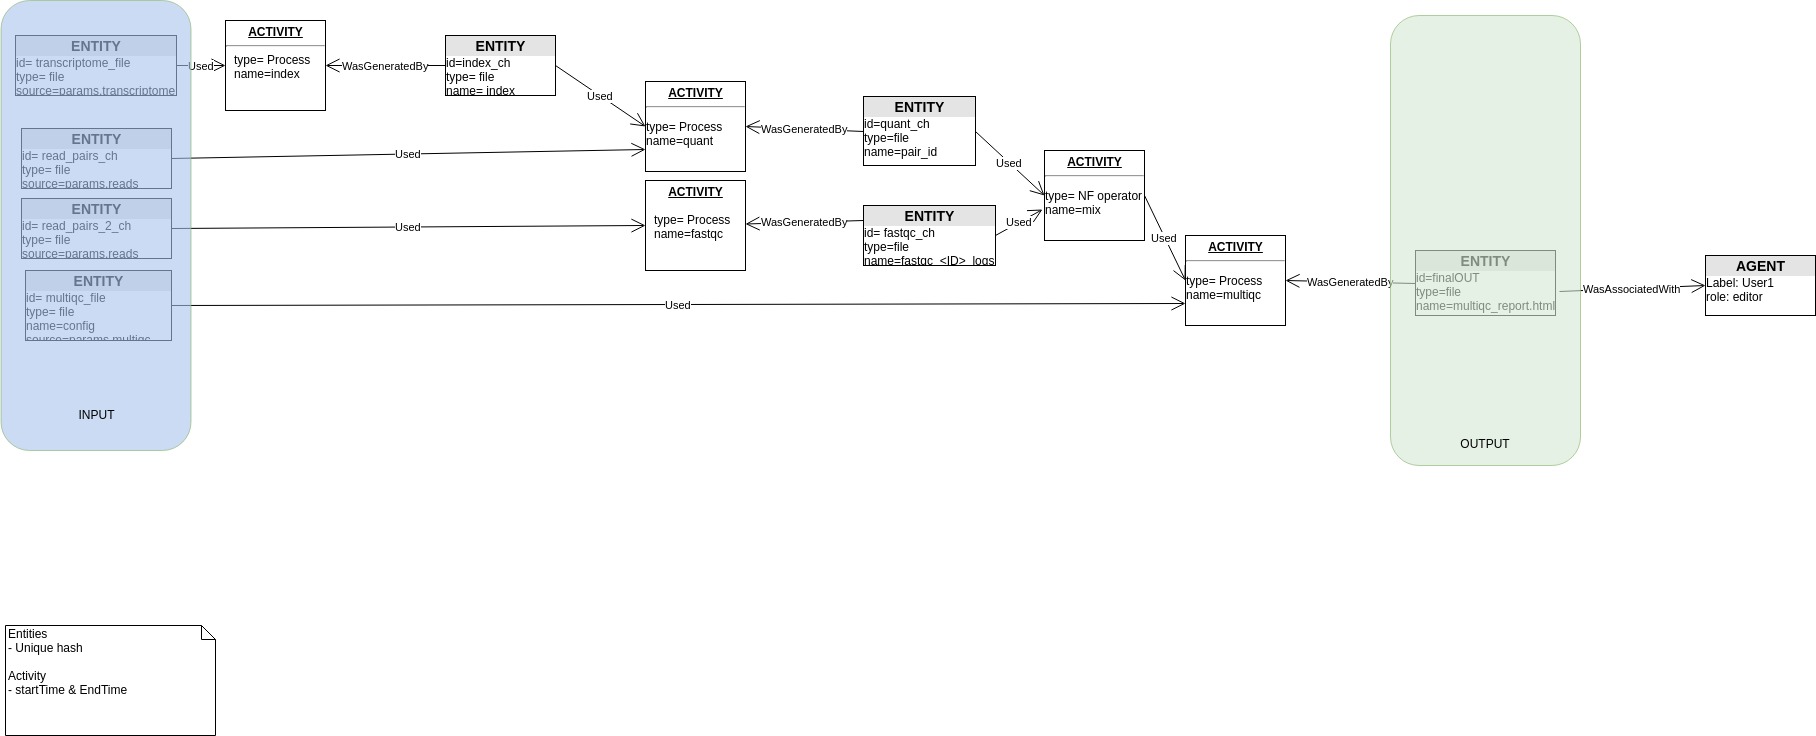 ENTITY
id= transcriptome_file
type= file
source=params.transcriptome
ENTITY
id= read_pairs_ch
type= file
source=params.reads
ENTITY
id= read_pairs_2_ch
type= file
source=params.reads
ENTITY
id= multiqc_file
type= file
name=config
source=params.multiqc
INPUT
Used
ACTIVITY
type= Process
name=index
WasGeneratedBy
ENTITY
id=index_ch
type= file
name= index
Used
Used
Used
Used
ACTIVITY
type= Process
name=quant
ACTIVITY
type= Process
name=fastqc
WasGeneratedBy
WasGeneratedBy
ENTITY
id=quant_ch
type=file
name=pair_id
ENTITY
id= fastqc_ch
type=file
name=fastqc_<ID>_logs
Used
Used
ACTIVITY
type= NF operator
name=mix
Used
ACTIVITY
type= Process
name=multiqc
WasGeneratedBy
ENTITY
id=finalOUT
type=file
name=multiqc_report.html
OUTPUT
WasAssociatedWith
AGENT
Label: User1
role: editor
Entities
- Unique hash
Activity
- startTime & EndTime